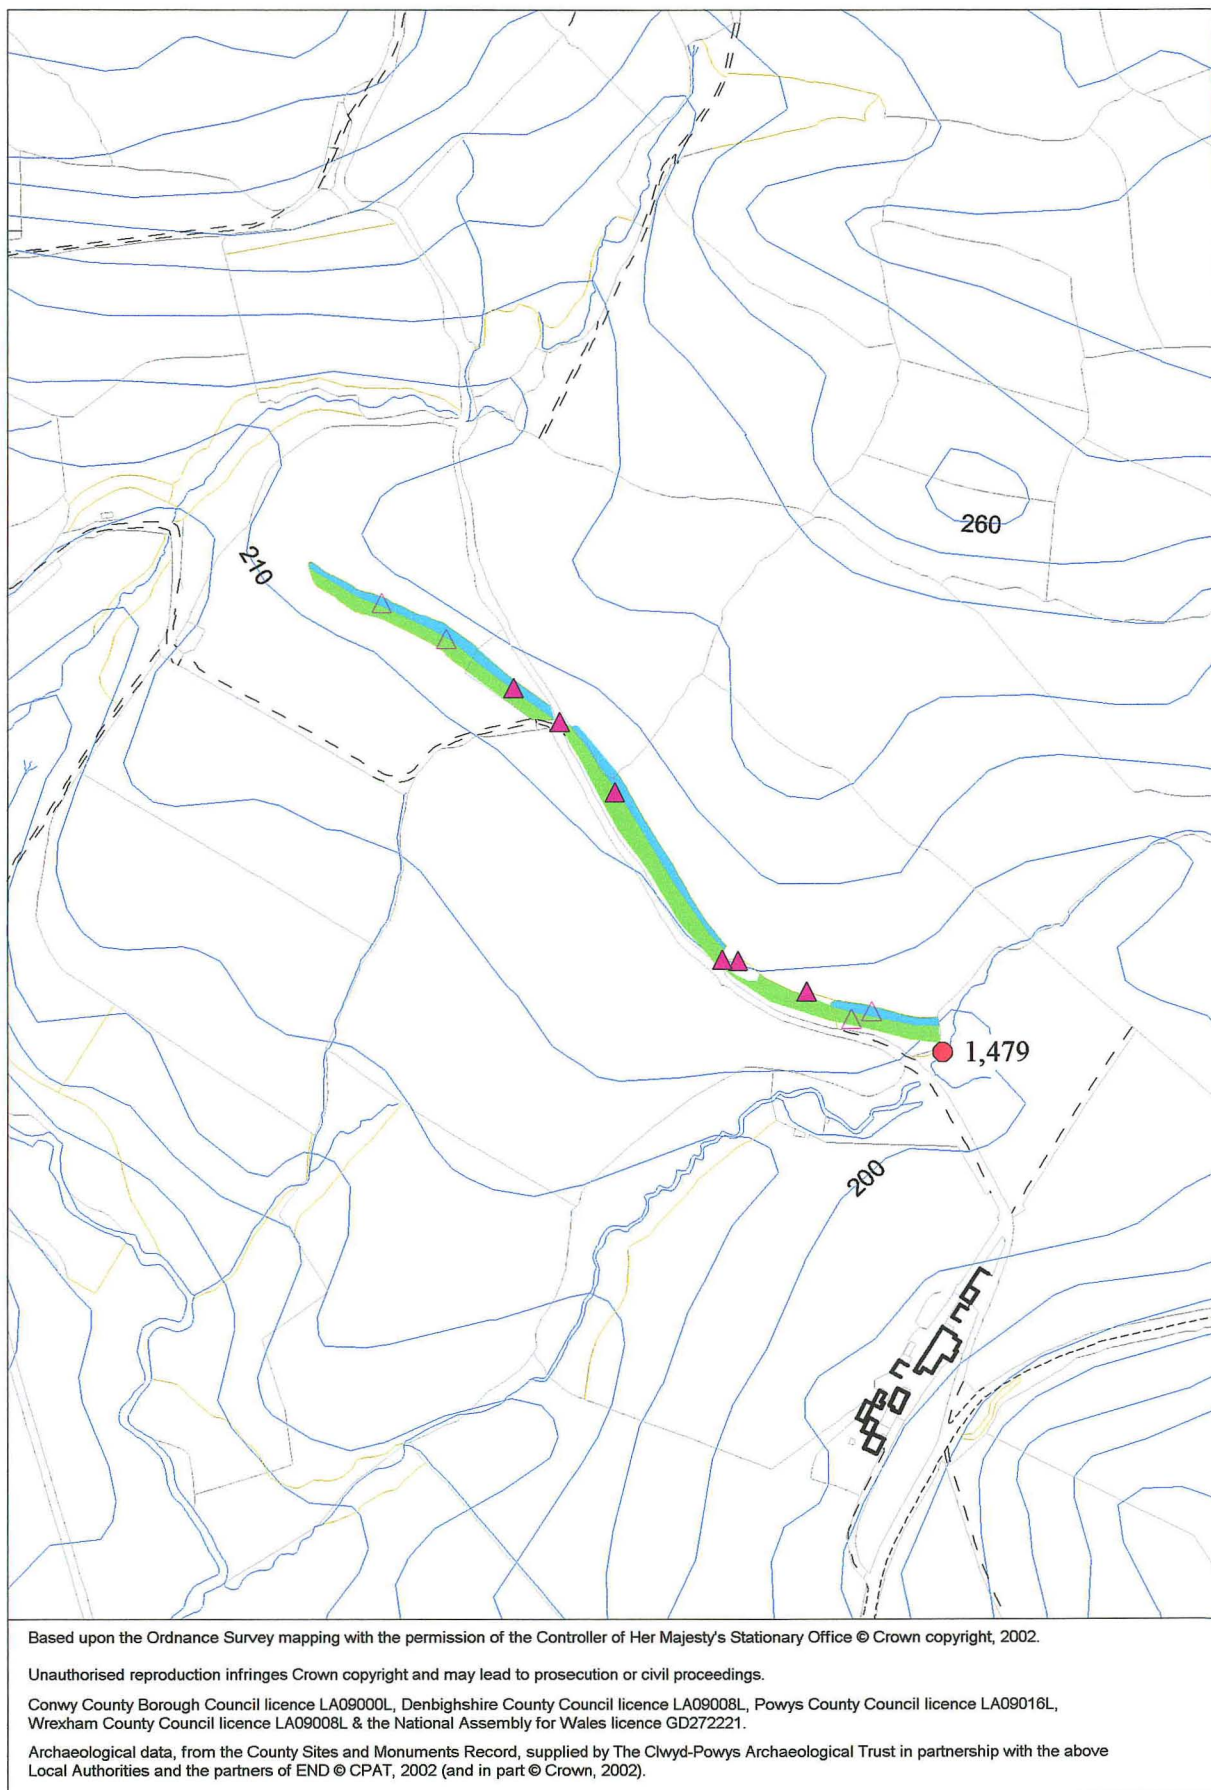 260
210
1,479
200
Based upon the Ordnance Survey mapping with the permission of the Controller of Her Majesty's Stationary Office © Crown copyright, 2002.
Unauthorised reproduction infringes Crown copyright and may lead to prosecution or civil proceedings.
Conwy County Borough Council licence LA09000L, Denbighshire County Council licence LA09008L, Powys County Council licence LA09016L,
Wrexham County Council licence LA09008L & the National Assembly for Wales licence GD272221.
Archaeological data, from the County Sites and Monuments Record, supplied by The Clwyd-Powys Archaeological Trust in partnership with the above
Local Authorities and the partners of END © CPAT, 2002 (and in part © Crown, 2002).